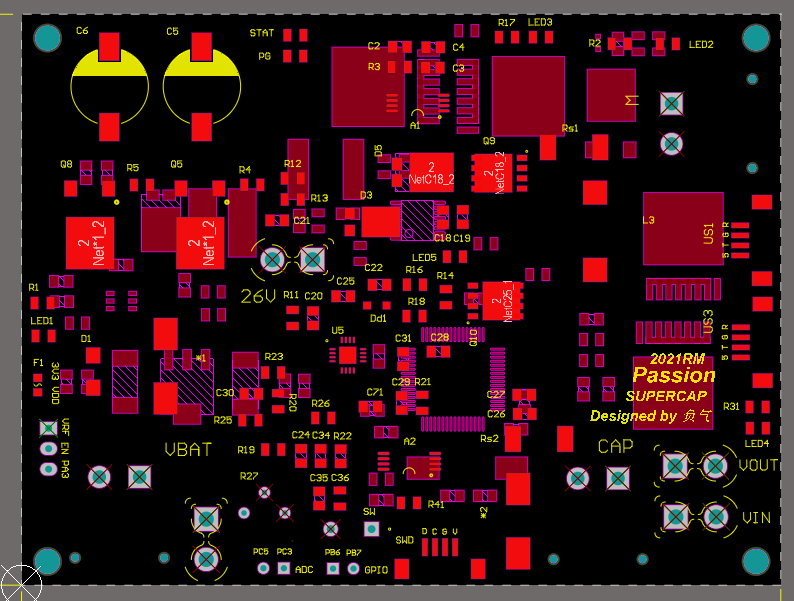 C6
C5
STAT
PG
C2
C4
R3
C3
A1
R17
LED3
R2
LED2
M
Rs1
Q9
Q8
Q5
R5
R4
R12
R13
D5
D3
2
NetC18_2
2
NetC18_2
2
Net*1_2
2
Net*1_2
C21
C18
C19
L3
US1
5 T G R
LED5
C22
R16
R14
C25
26V
R1
R11
C20
R18
Dd1
2
NetC25_1
Q10
LED1
D1
U5
C31
C28
US3
5 T G R
*1
F1
3V3 VDD
R23
C30
R20
C29
R21
C27
C26
C71
R26
R25
2021RM
Passion
SUPERCAP
Designed by 负气
R31
LED4
VRF EN PA3
VBAT
R19
C24
C34
R22
A2
Rs2
CAP
VOUT
R27
C35
C36
R41
*2
VIN
SW
SWD
D C G V
PC5
PC3
ADC
PB6
PB7
GPIO